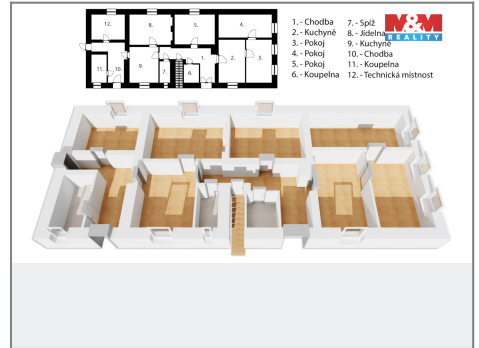 12. 8. 5. 4.
1. 3.
11. 10. 9. 7. 6. 2.
1. - Chodba
2. - Kuchyně
3. - Pokoj
4. - Pokoj
5. - Pokoj
6. - Koupelna
7. - Spíž
8. - Jídelna
9. - Kuchyně
10. - Chodba
11. - Koupelna
12. - Technická místnost
M&M
REALITY